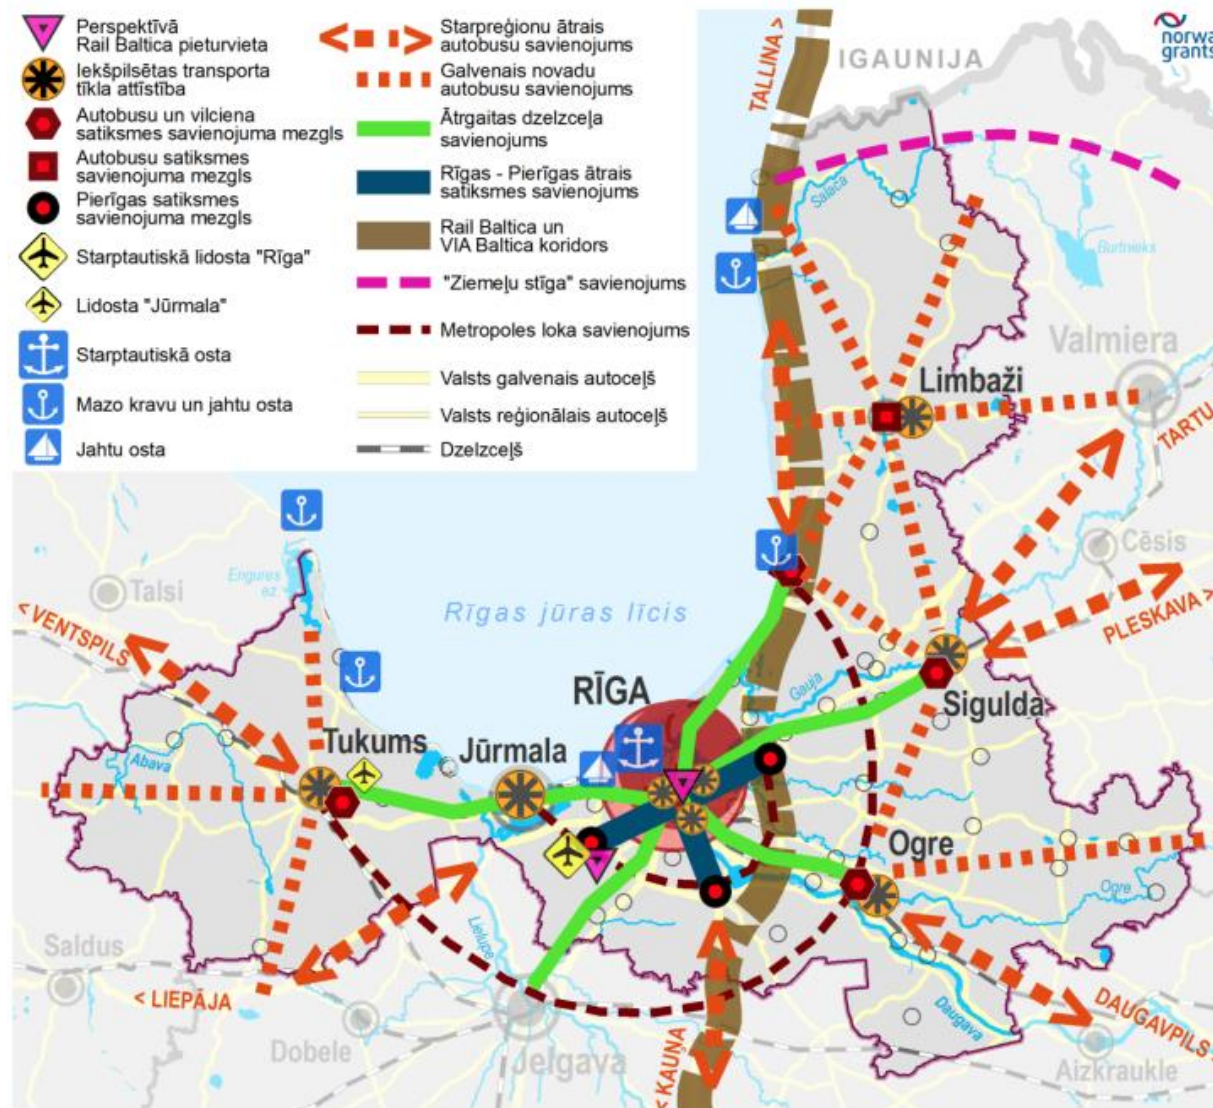 Perspektīvā
Rail Baltica pieturvieta
Iekšpilsētas transporta
tīkla attīstība
Autobusu un vilciena
satiksmes savienojuma mezgls
Autobusu satiksmes
savienojuma mezgls
Pierīgas satiksmes
savienojuma mezgls
Starptautiskā lidosta "Rīga"
Lidosta "Jūrmala"
Starptautiskā osta
Mazo kravu un jahtu osta
Jahtu osta
Starpreģionu ātrais
autobusu savienojums
Galvenais novadu
autobusu savienojums
Ātrgaitas dzelzceļa
savienojums
Rīgas - Pierīgas ātrais
satiksmes savienojums
Rail Baltica un
VIA Baltica koridors
"Ziemeļu stīga" savienojums
Metropoles loka savienojums
Valsts galvenais autoceļš
Valsts reģionālais autoceļš
Dzelzceļš
TALLINA >
IGAUNIJA
norwa
grants
Salaca
Burtnieks
Valmiera
Limbaži
TARTU
Cēsis
Talsi
Engures
ez.
Rīgas jūras līcis
< VENTSPILS
PLESKAVA >
Gauja
Sigulda
RĪGA
Tukums
Jūrmala
Abava
Ogre
Ogre
Saldus
Lielupe
< LIEPĀJA
Daugava
DAUGAVPILS >
Dobele
Jelgava
< KAUŅA
Aizkraukle